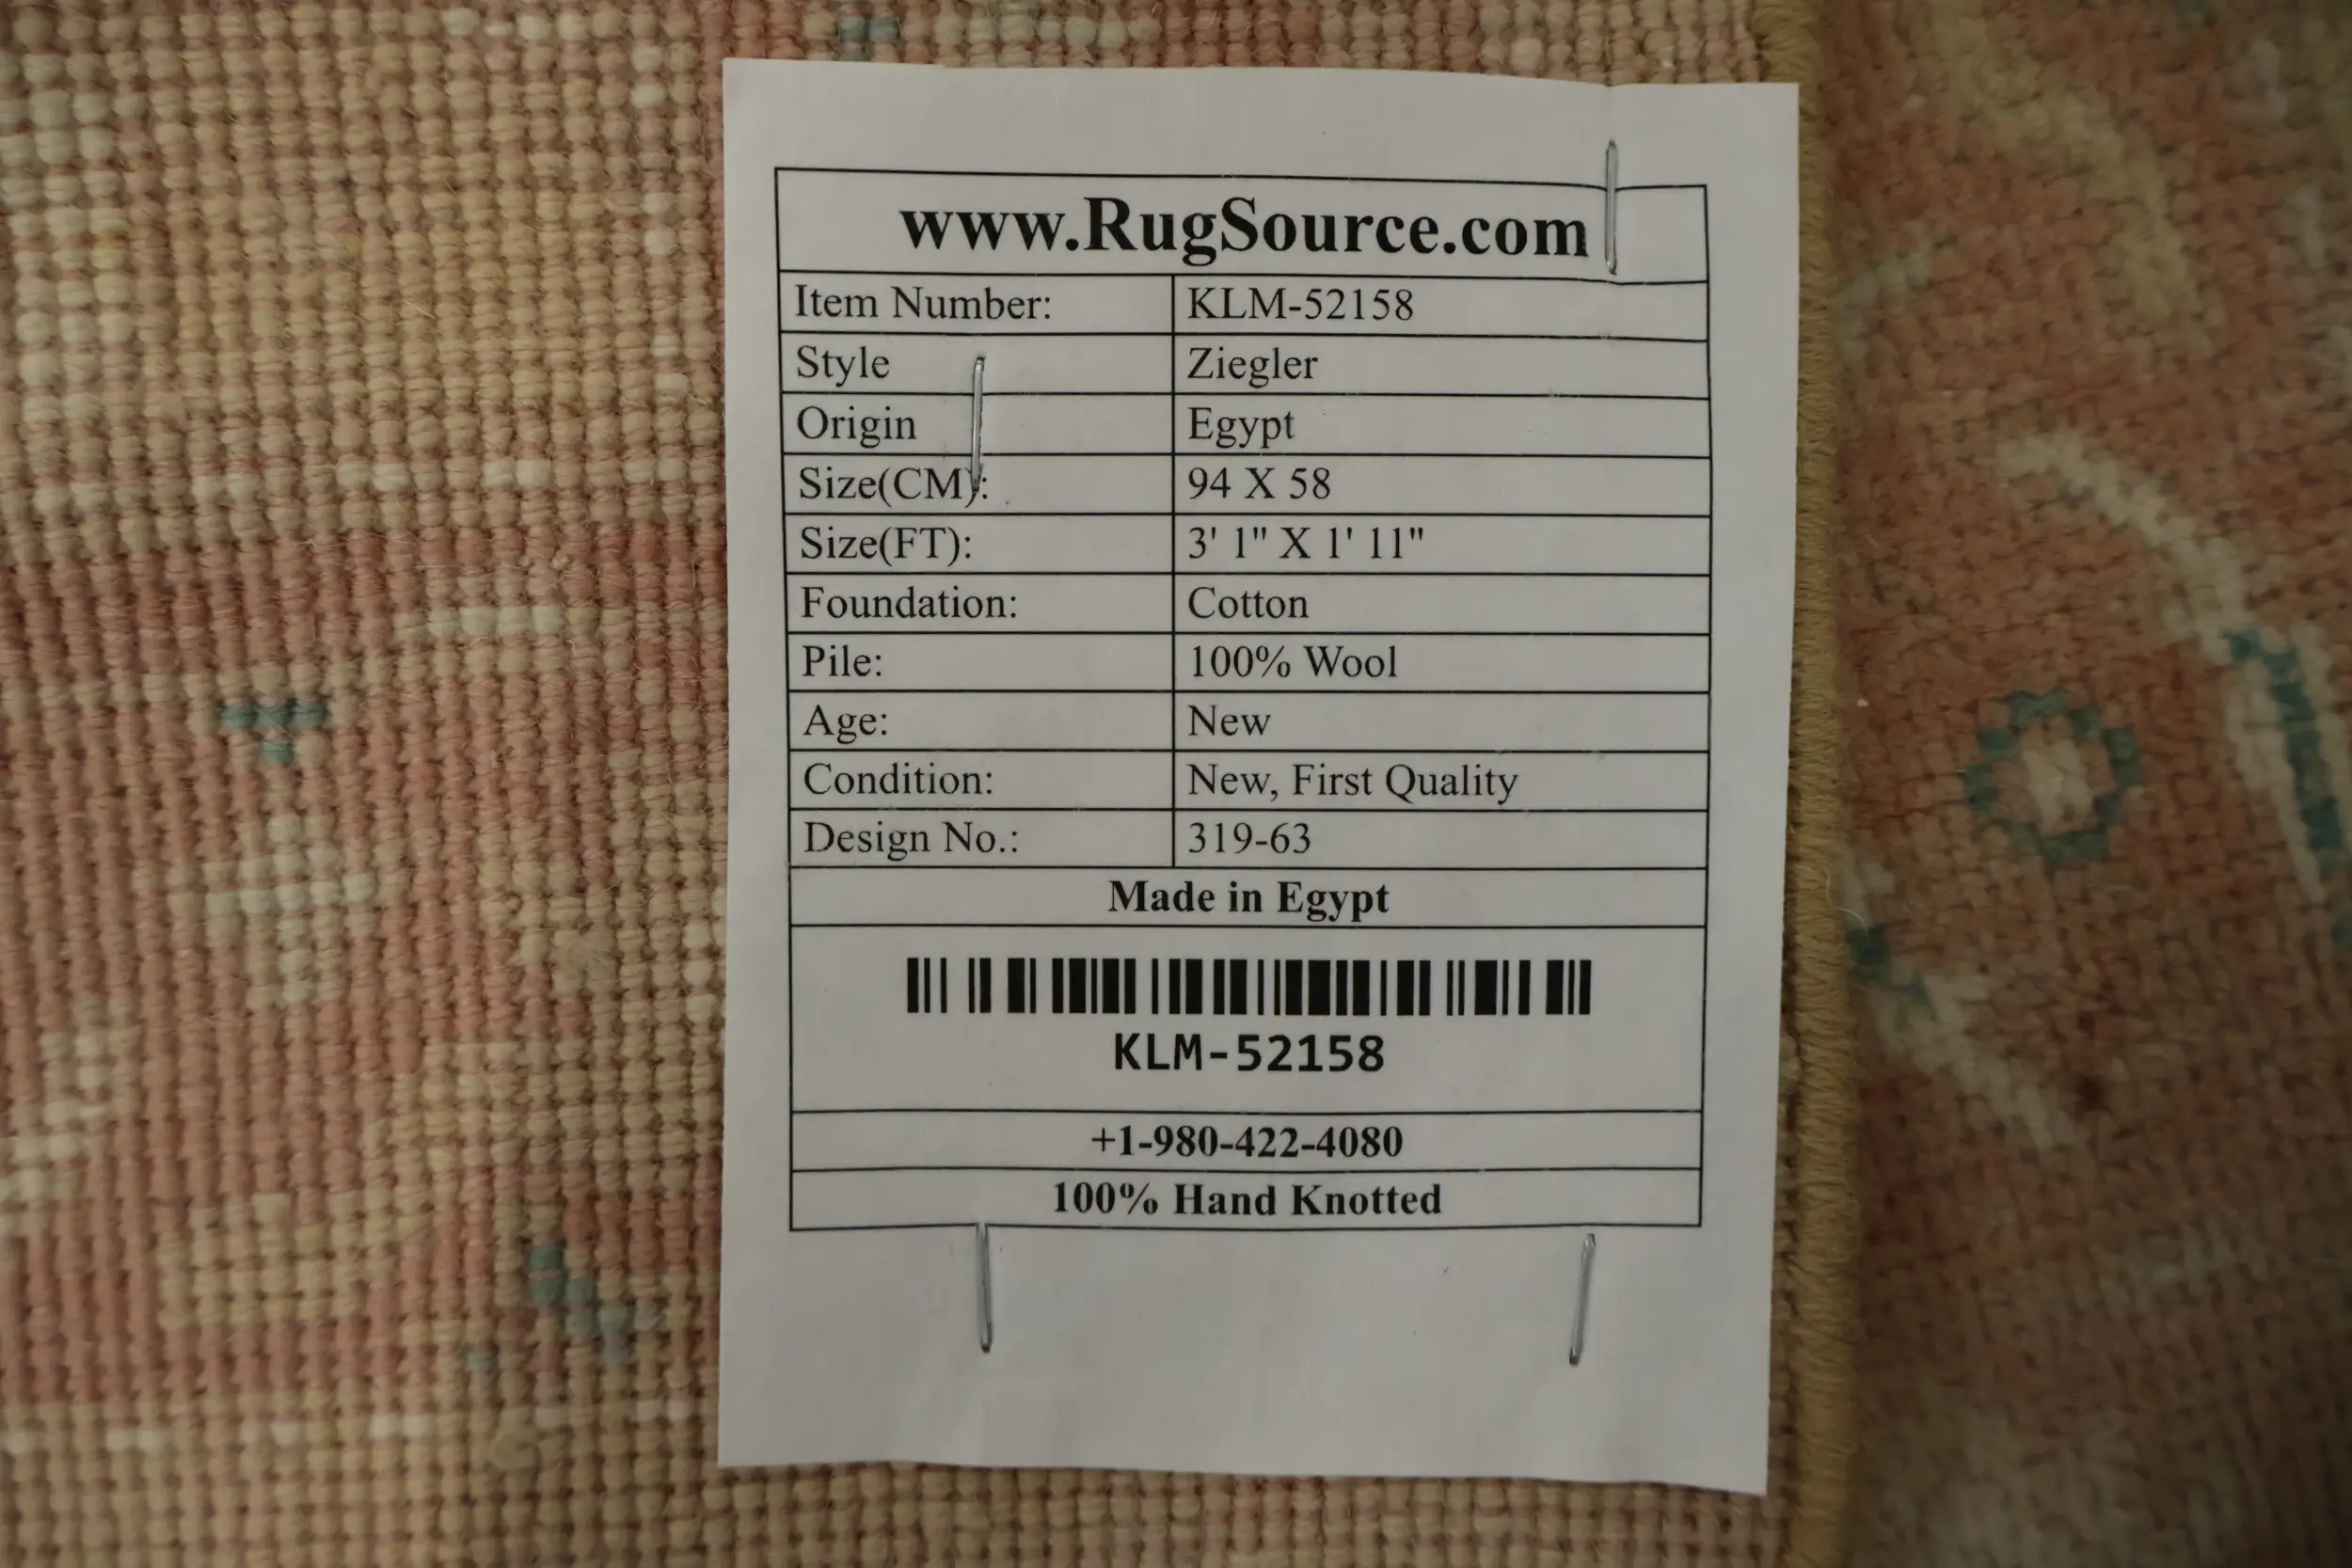 www.RugSource.com
Item Number: KLM-52158
Style Ziegler
Origin Egypt
Size(CM): 94 X 58
Size(FT): 3' 1" X 1' 11"
Foundation: Cotton
Pile: 100% Wool
Age: New
Condition: New, First Quality
Design No.: 319-63
Made in Egypt
KLM-52158
+1-980-422-4080
100% Hand Knotted